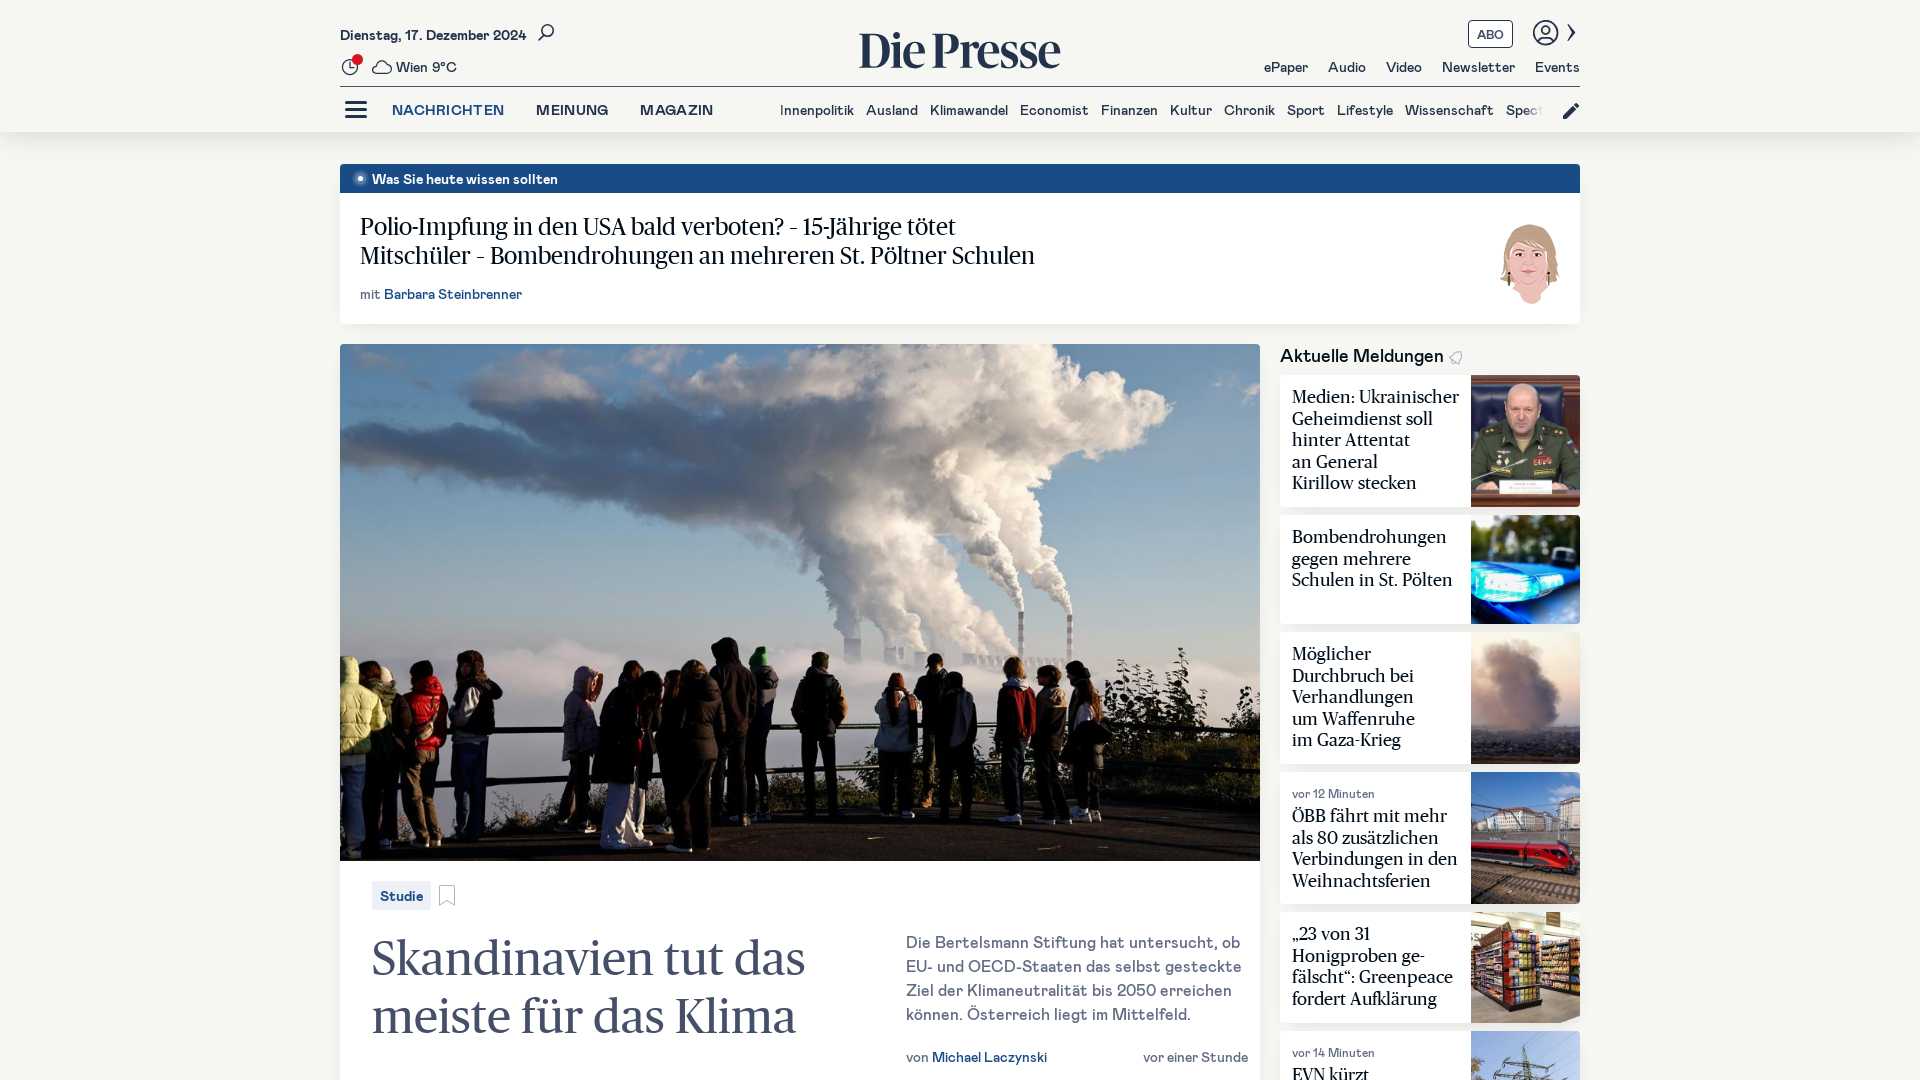 Dienstag, 17. Dezember 2024
Wien 9°C
Die Presse
ABO
ePaper
Audio
Video
Newsletter
Events
NACHRICHTEN
MEINUNG
MAGAZIN
Innenpolitik
Ausland
Klimawandel
Economist
Finanzen
Kultur
Chronik
Sport
Lifestyle
Wissenschaft
Spect
Was Sie heute wissen sollten
Polio-Impfung in den USA bald verboten? – 15-Jährige tötet
Mitschüler – Bombendrohungen an mehreren St. Pöltner Schulen
mit Barbara Steinbrenner
Studie
Skandinavien tut das
meiste für das Klima
Die Bertelsmann Stiftung hat untersucht, ob
EU- und OECD-Staaten das selbst gesteckte
Ziel der Klimaneutralität bis 2050 erreichen
können. Österreich liegt im Mittelfeld.
von Michael Laczynski
vor einer Stunde
Aktuelle Meldungen
Medien: Ukrainischer
Geheimdienst soll
hinter Attentat
an General
Kirillow stecken
Bombendrohungen
gegen mehrere
Schulen in St. Pölten
Möglicher
Durchbruch bei
Verhandlungen
um Waffenruhe
im Gaza-Krieg
vor 12 Minuten
ÖBB fährt mit mehr
als 80 zusätzlichen
Verbindungen in den
Weihnachtsferien
„23 von 31
Honigproben ge-
fälscht“: Greenpeace
fordert Aufklärung
vor 14 Minuten
EVN kürzt